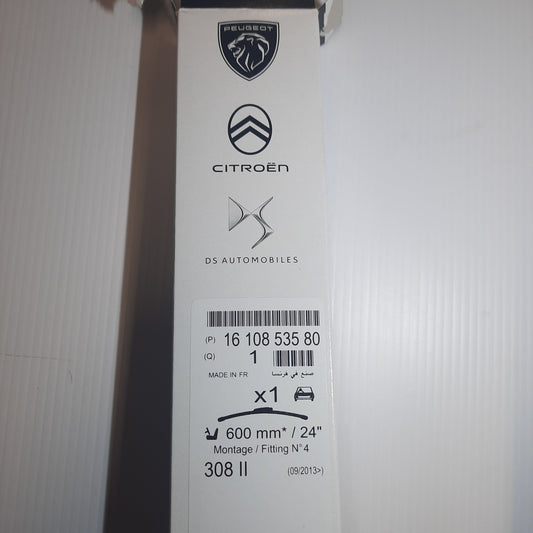 PEUGEOT
CITROËN
DS AUTOMOBILES
(P) 16 108 535 80
(Q) 1
MADE IN FR صنع في فرنسا
x1
600 mm* / 24"
Montage / Fitting N°4
308 II (09/2013>)